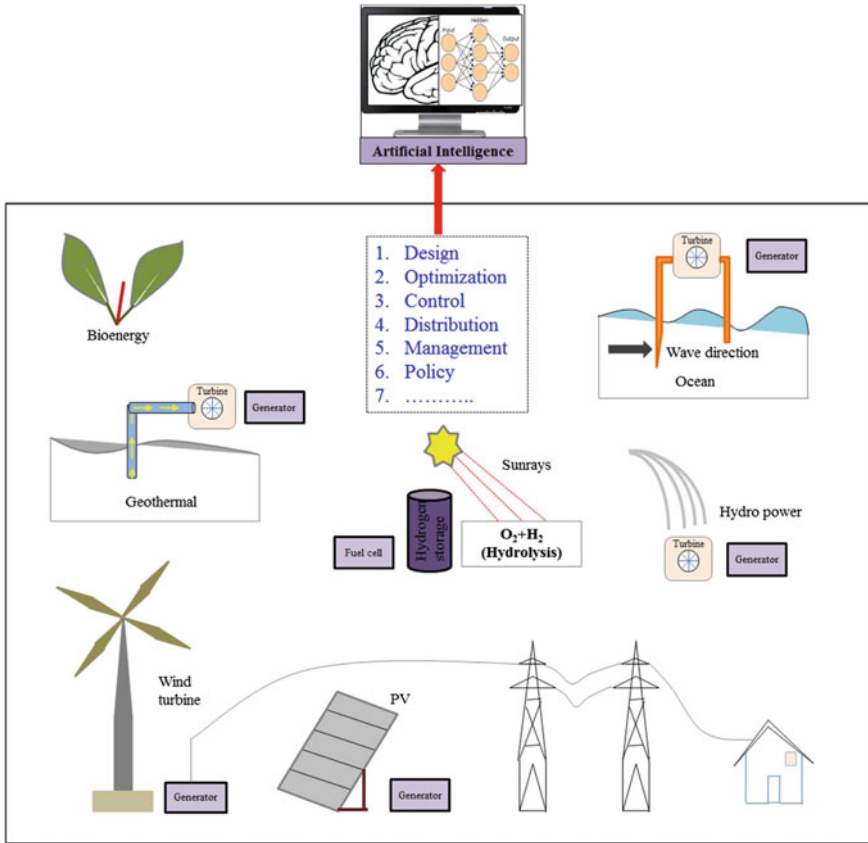 Input
Hidden
Output
Artificial Intelligence
1. Design
2. Optimization
3. Control
4. Distribution
5. Management
6. Policy
7. ………..
Bioenergy
Turbine
Generator
Wave direction
Ocean
Turbine
Generator
Geothermal
Sunrays
Fuel cell
Hydrogen
storage
O₂+H₂
(Hydrolysis)
Hydro power
Turbine
Generator
Wind
turbine
Generator
PV
Generator